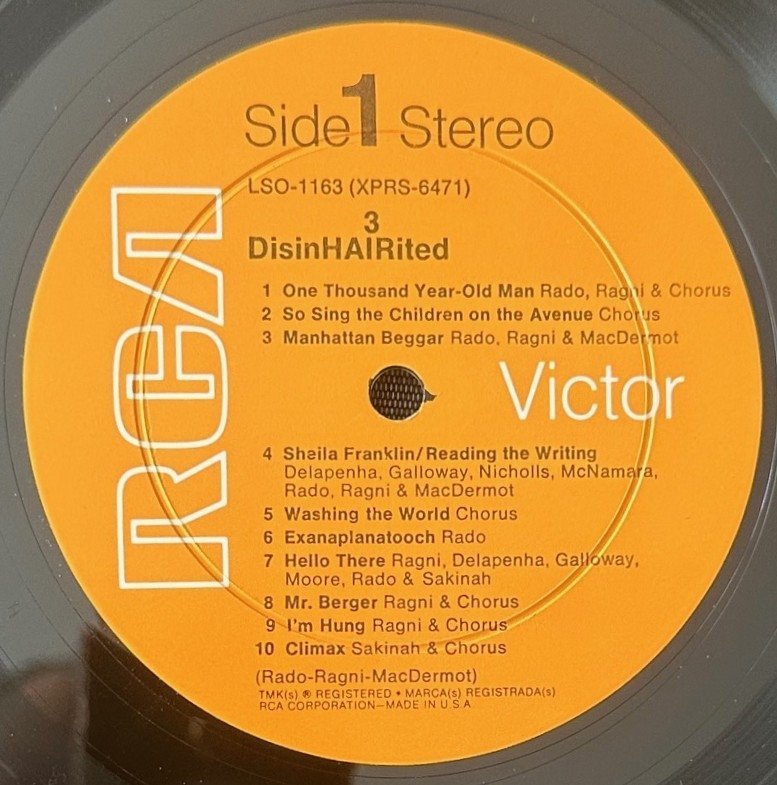 Side 1 Stereo
LSO-1163 (XPRS-6471)
3
DisinHAIRited
1 One Thousand Year-Old Man Rado, Ragni & Chorus
2 So Sing the Children on the Avenue Chorus
3 Manhattan Beggar Rado, Ragni & MacDermot
RCA
Victor
4 Sheila Franklin/Reading the Writing
Delapenha, Galloway, Nicholls, McNamara,
Rado, Ragni & MacDermot
5 Washing the World Chorus
6 Exanaplanatooch Rado
7 Hello There Ragni, Delapenha, Galloway,
Moore, Rado & Sakinah
8 Mr. Berger Ragni & Chorus
9 I'm Hung Ragni & Chorus
10 Climax Sakinah & Chorus
(Rado-Ragni-MacDermot)
TMK(s) ® REGISTERED • MARCA(s) REGISTRADA(s)
RCA CORPORATION—MADE IN U.S.A